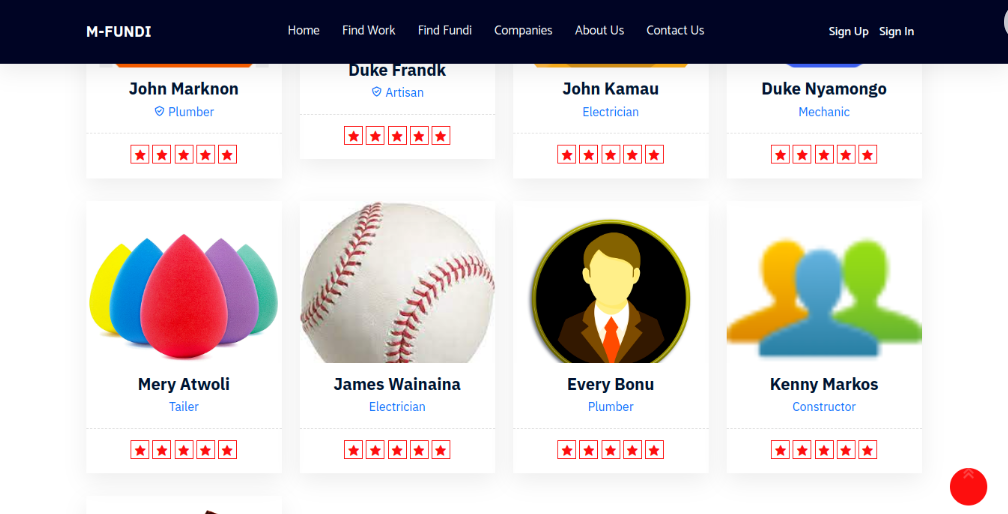 M-FUNDI Home Find Work Find Fundi Companies About Us Contact Us Sign Up Sign In
John Marknon
Plumber
Duke Frandk
Artisan
John Kamau
Electrician
Duke Nyamongo
Mechanic
Mery Atwoli
Tailer
James Wainaina
Electrician
Every Bonu
Plumber
Kenny Markos
Constructor